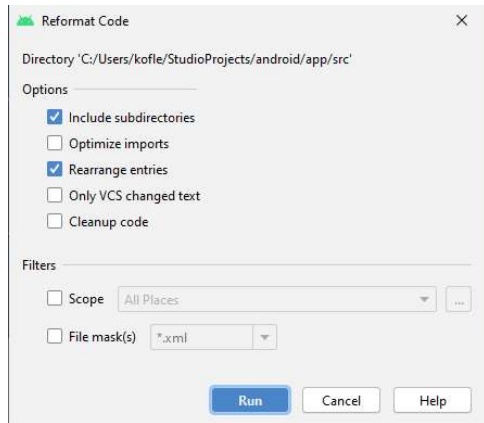 Reformat Code
Directory 'C:/Users/kofle/StudioProjects/android/app/src'
Options
Include subdirectories
Optimize imports
Rearrange entries
Only VCS changed text
Cleanup code
Filters
Scope All Places ...
File mask(s) *.xml
Run Cancel Help